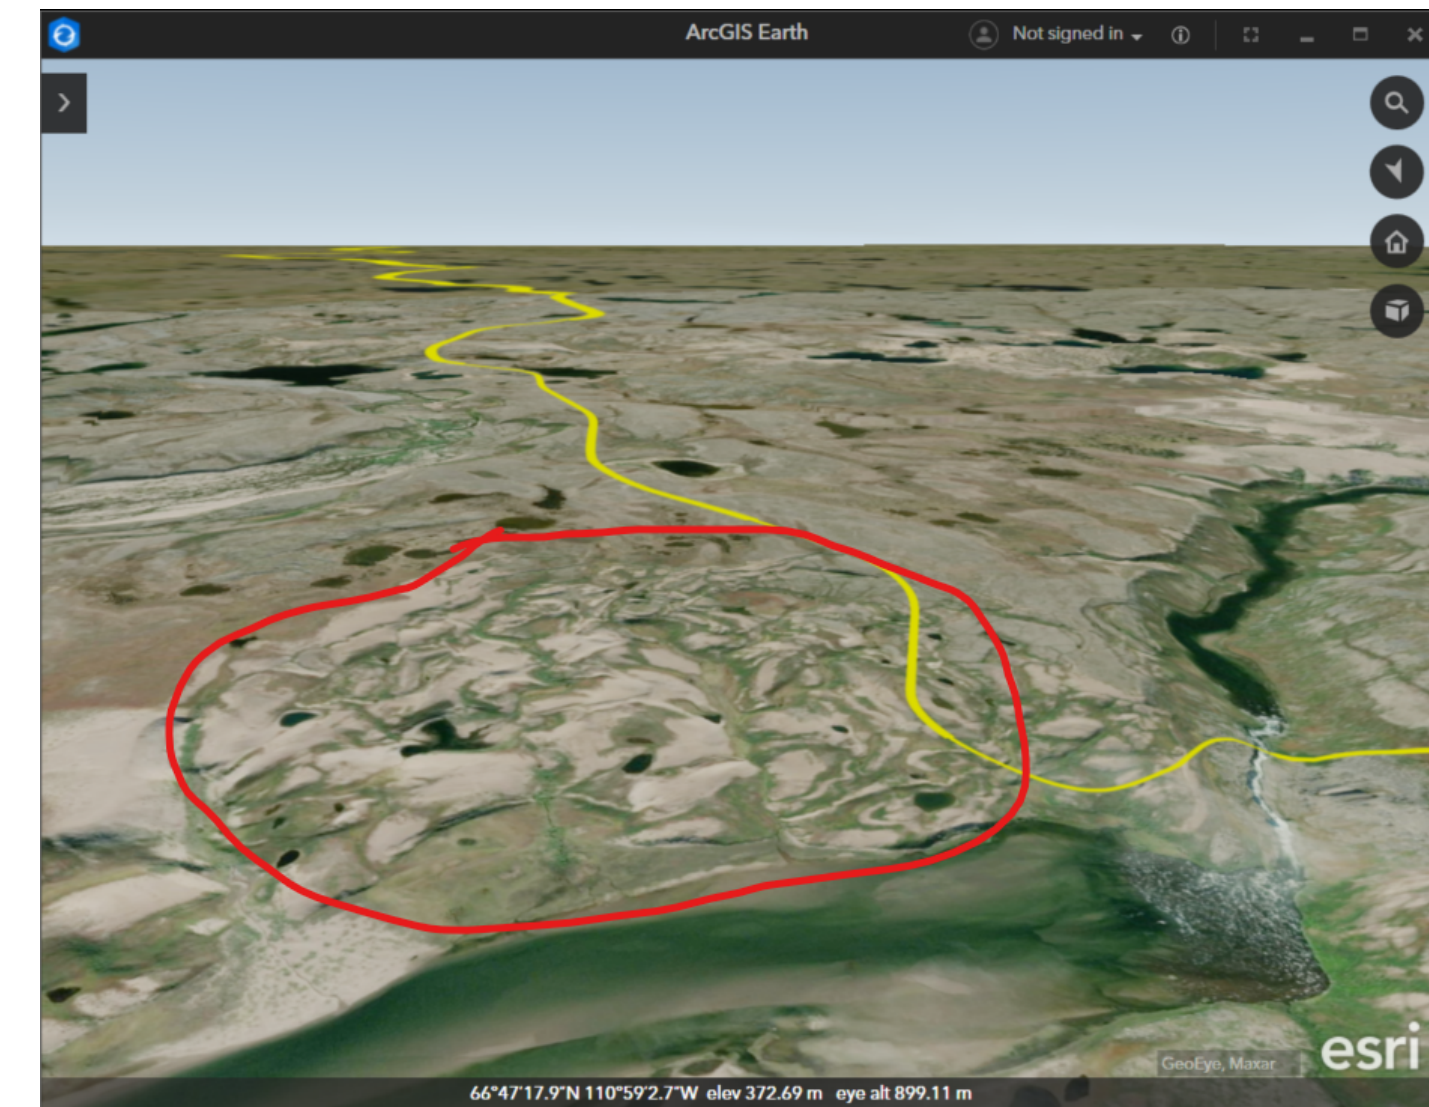 ArcGIS Earth
Not signed in
GeoEye, Maxar
esri
66°47'17.9"N 110°59'2.7"W elev 372.69 m eye alt 899.11 m